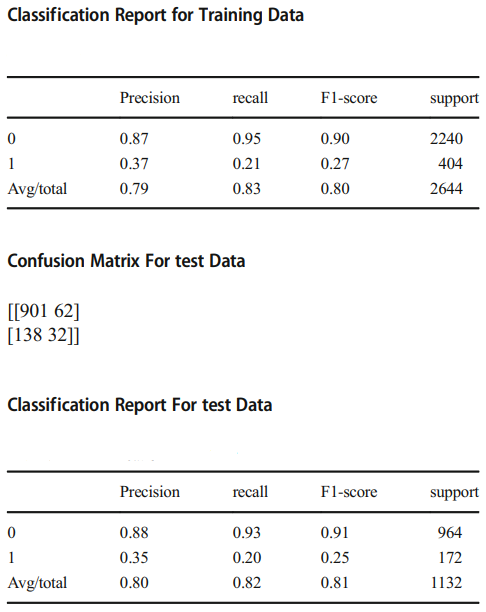 Classification Report for Training Data
Precision recall F1-score support
0 0.87 0.95 0.90 2240
1 0.37 0.21 0.27 404
Avg/total 0.79 0.83 0.80 2644
Confusion Matrix For test Data
[[901 62]
[138 32]]
Classification Report For test Data
Precision recall F1-score support
0 0.88 0.93 0.91 964
1 0.35 0.20 0.25 172
Avg/total 0.80 0.82 0.81 1132